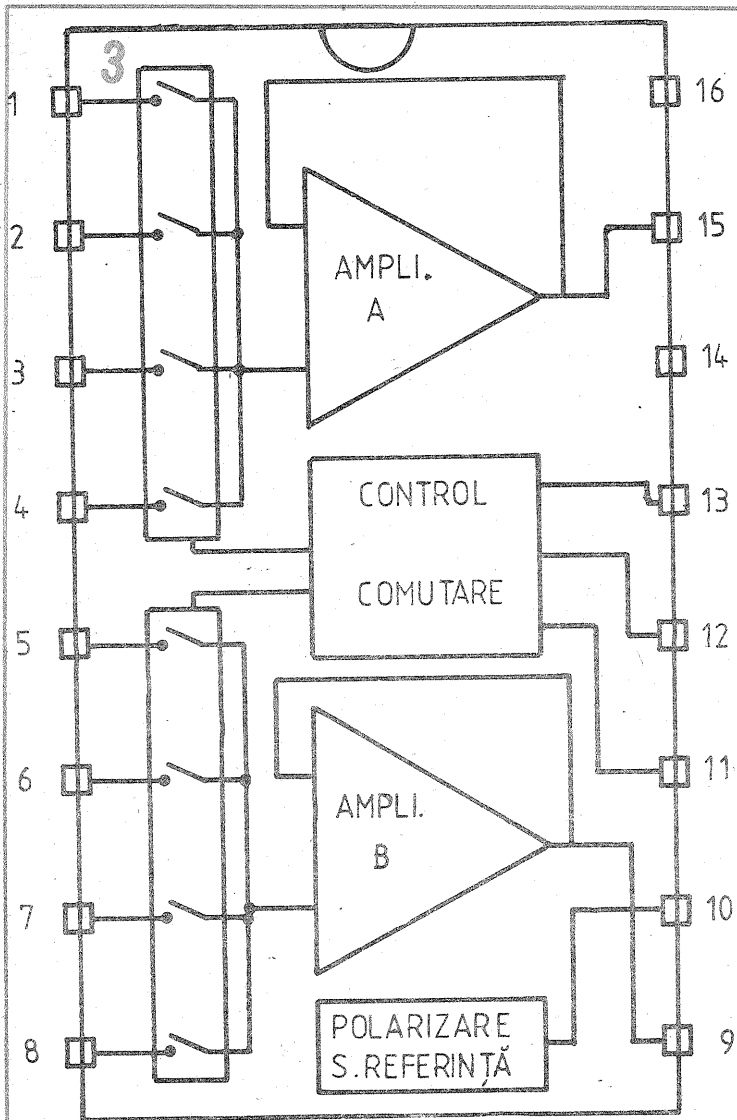 3
1
16
2
15
AMPLI.
A
3
14
4
13
CONTROL
COMUTARE
12
5
11
6
AMPLI.
B
7
10
8
9
POLARIZARE
S.REFERINȚĂ